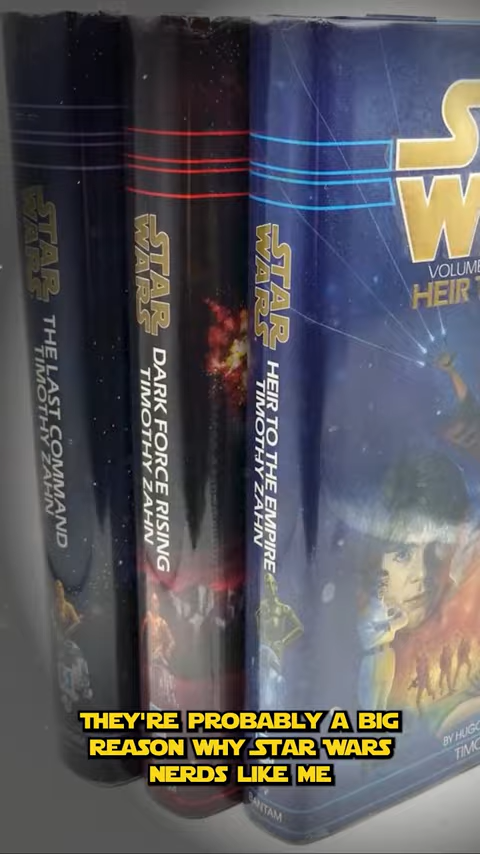 STAR
WARS
THE LAST COMMAND
TIMOTHY ZAHN
STAR
WARS
DARK FORCE RISING
TIMOTHY ZAHN
STAR
WARS
HEIR TO THE EMPIRE
TIMOTHY ZAHN
BANTAM
S
W
VOLUME
HEIR T
BY HUGO
TIMO
THEY'RE PROBABLY A BIG
REASON WHY STAR WARS
NERDS LIKE ME